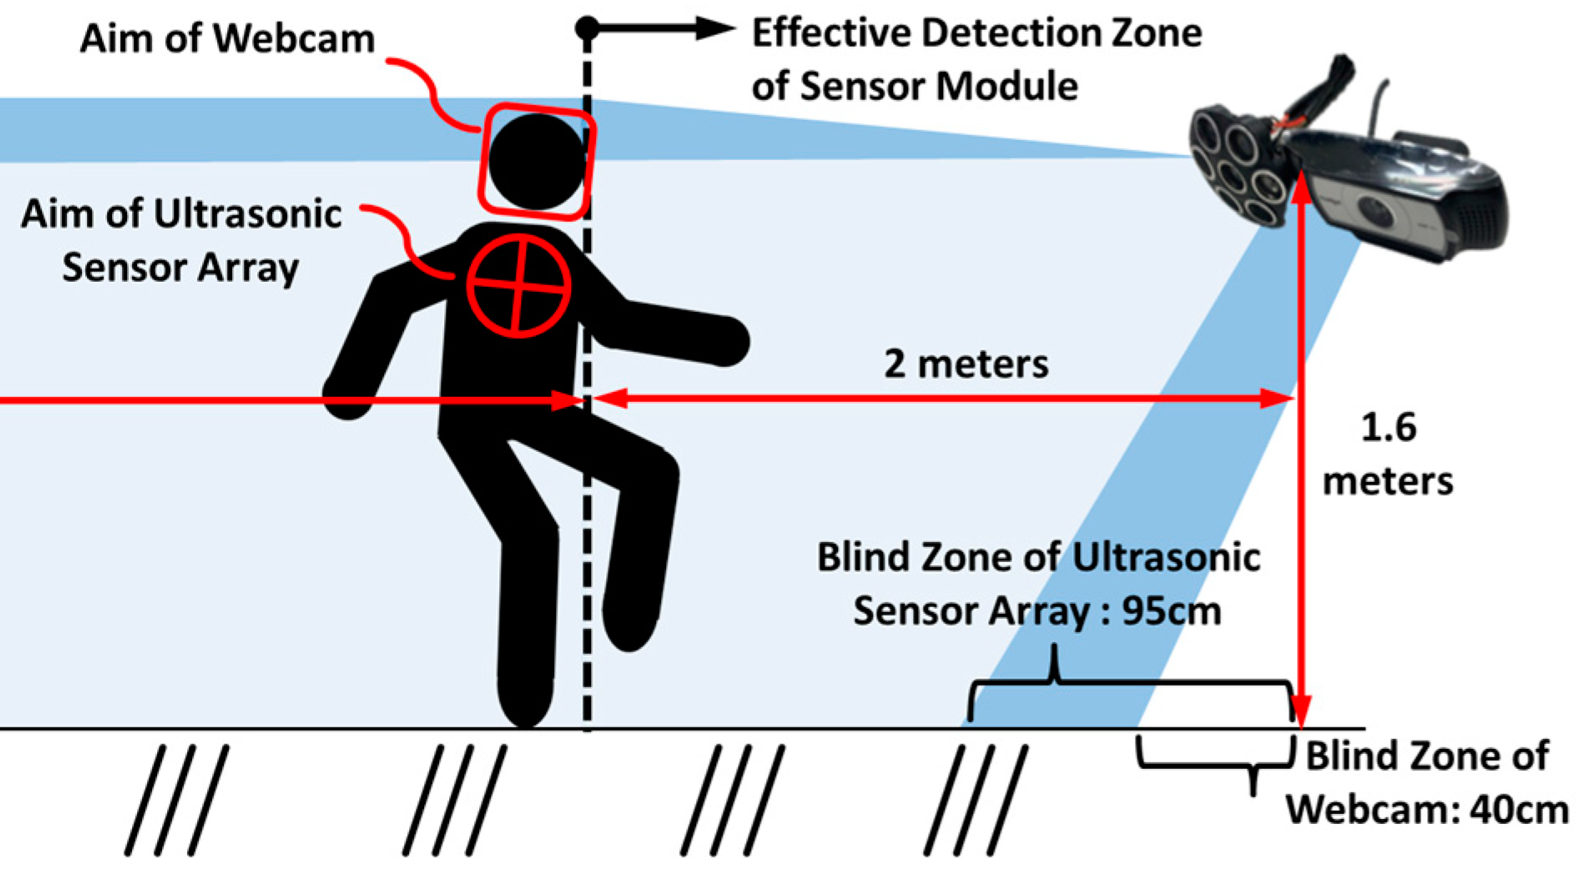 Aim of Webcam
Effective Detection Zone
of Sensor Module
Aim of Ultrasonic
Sensor Array
2 meters
1.6
meters
Blind Zone of Ultrasonic
Sensor Array : 95cm
Blind Zone of
Webcam: 40cm